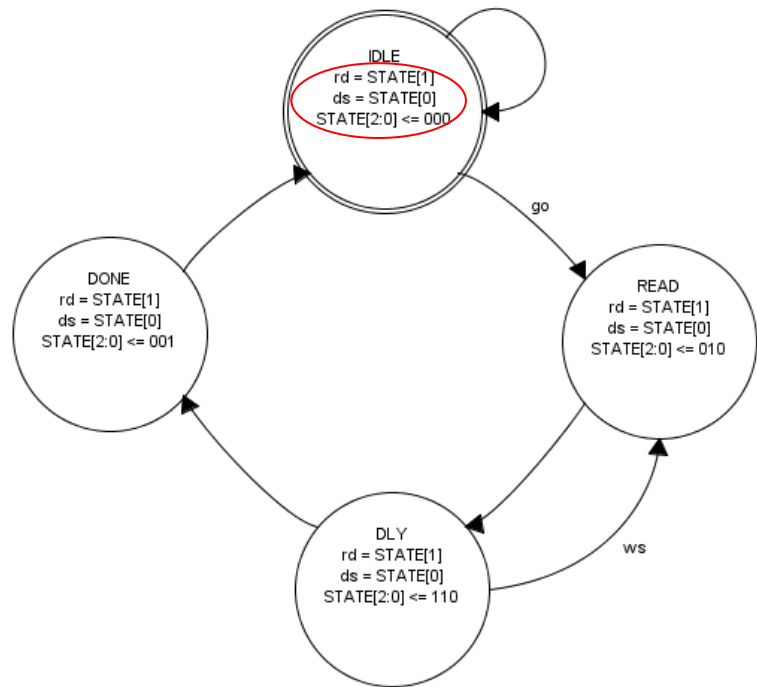 IDLE
rd = STATE[1]
ds = STATE[0]
STATE[2:0] <= 000
go
DONE
rd = STATE[1]
ds = STATE[0]
STATE[2:0] <= 001
READ
rd = STATE[1]
ds = STATE[0]
STATE[2:0] <= 010
DLY
rd = STATE[1]
ds = STATE[0]
STATE[2:0] <= 110
ws